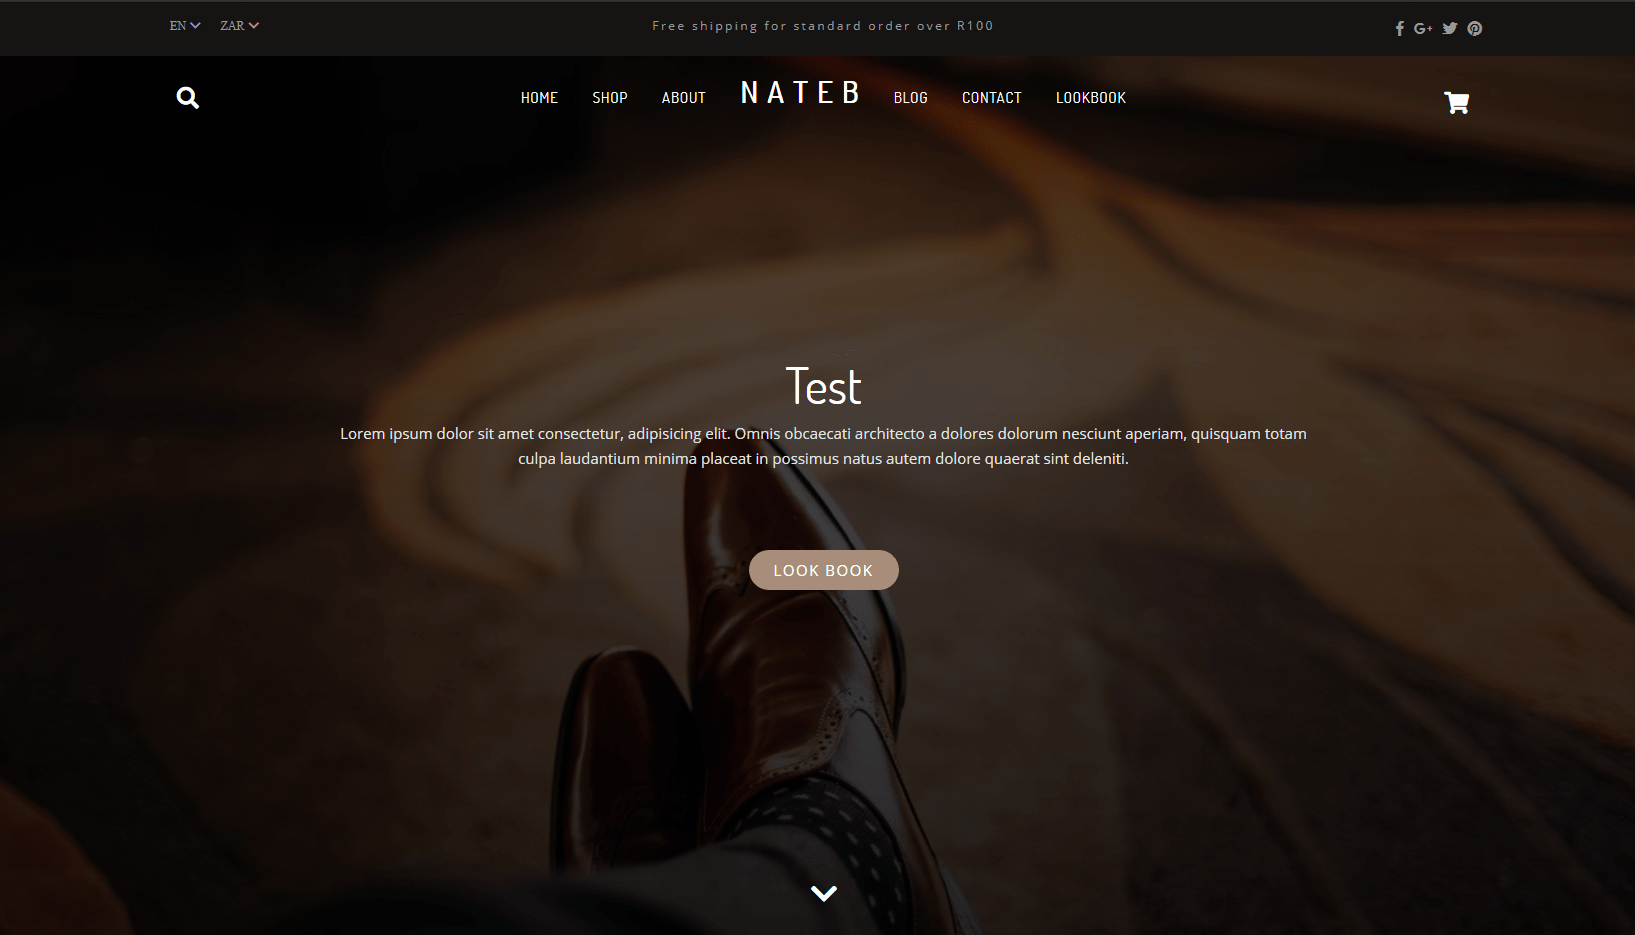 EN ZAR Free shipping for standard order over R100
HOME SHOP ABOUT NATEB BLOG CONTACT LOOKBOOK
Test
Lorem ipsum dolor sit amet consectetur, adipisicing elit. Omnis obcaecati architecto a dolores dolorum nesciunt aperiam, quisquam totam
culpa laudantium minima placeat in possimus natus autem dolore quaerat sint deleniti.
LOOK BOOK